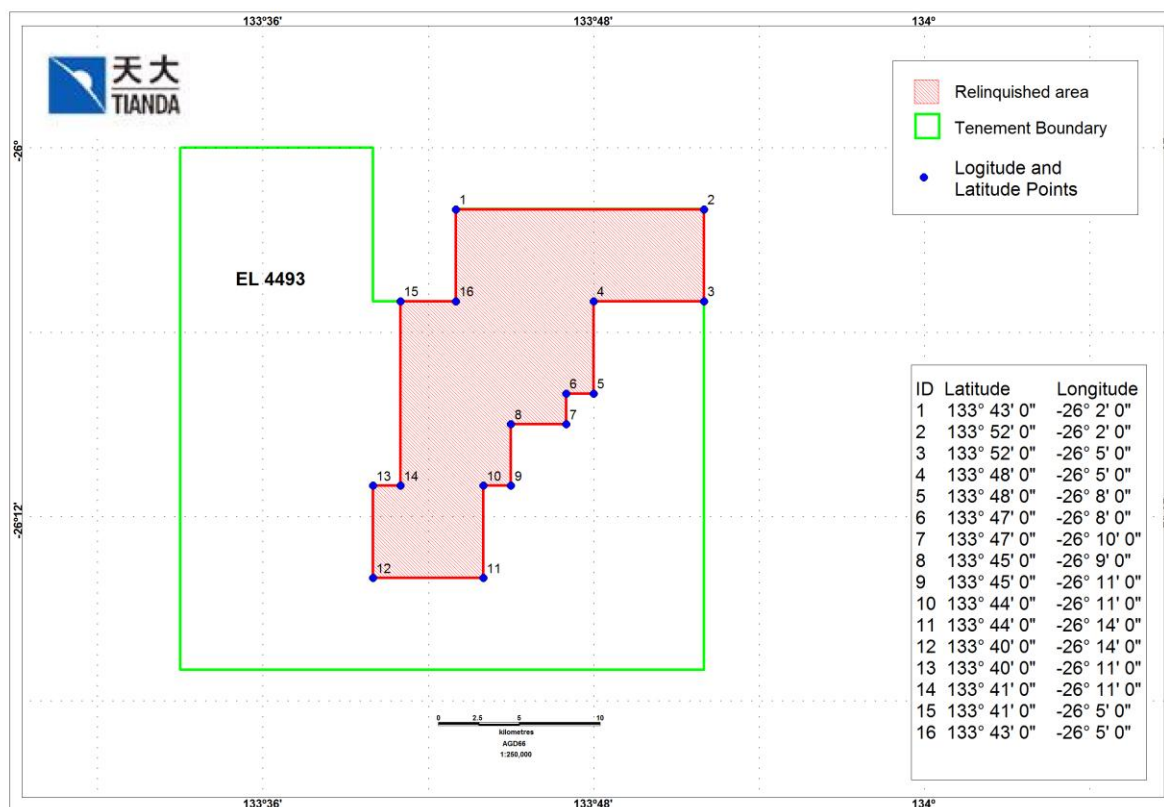 133°36'
133°48'
134°
天大
TIANDA
Relinquished area
Tenement Boundary
Logitude and
Latitude Points
-26°
1
2
EL 4493
15
16
4
3
6
5
8
7
13
14
10
9
-26°12'
12
11
ID Latitude Longitude
1 133° 43' 0" -26° 2' 0"
2 133° 52' 0" -26° 2' 0"
3 133° 52' 0" -26° 5' 0"
4 133° 48' 0" -26° 5' 0"
5 133° 48' 0" -26° 8' 0"
6 133° 47' 0" -26° 8' 0"
7 133° 47' 0" -26° 10' 0"
8 133° 45' 0" -26° 9' 0"
9 133° 45' 0" -26° 11' 0"
10 133° 44' 0" -26° 11' 0"
11 133° 44' 0" -26° 14' 0"
12 133° 40' 0" -26° 14' 0"
13 133° 40' 0" -26° 11' 0"
14 133° 41' 0" -26° 11' 0"
15 133° 41' 0" -26° 5' 0"
16 133° 43' 0" -26° 5' 0"
0 2.5 5 10
kilometres
AGD66
1:250,000
133°36'
133°48'
134°